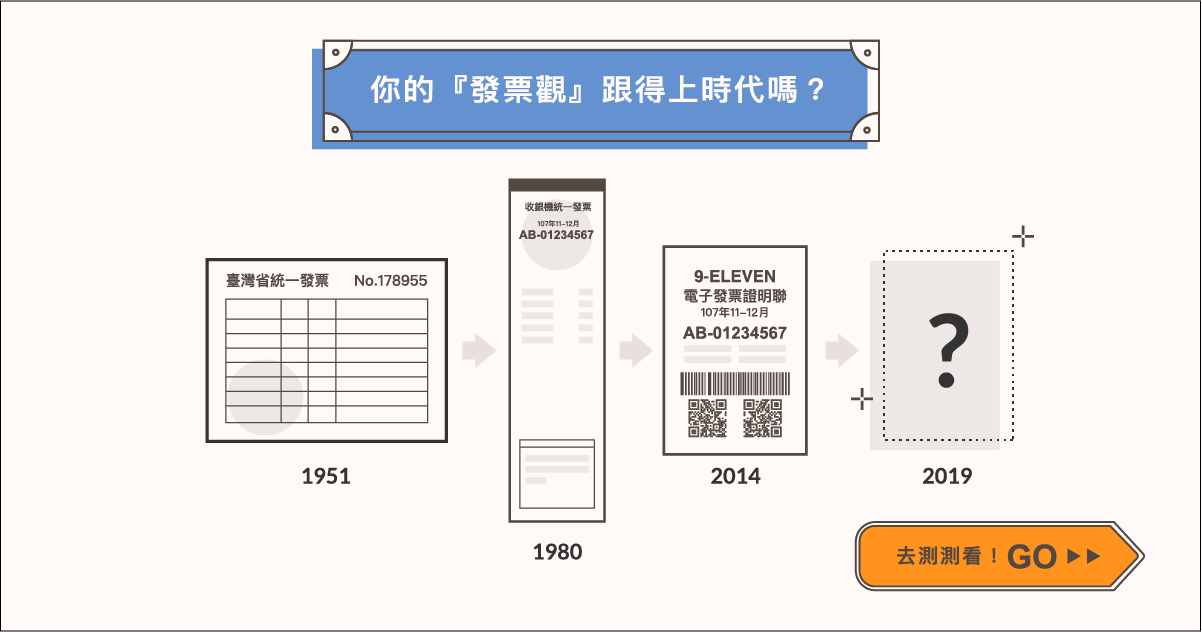 你的『發票觀』跟得上時代嗎？
臺灣省統一發票 No.178955
1951
收銀機統一發票
107年11–12月
AB-01234567
1980
9-ELEVEN
電子發票證明聯
107年11–12月
AB-01234567
2014
?
2019
去測測看！GO